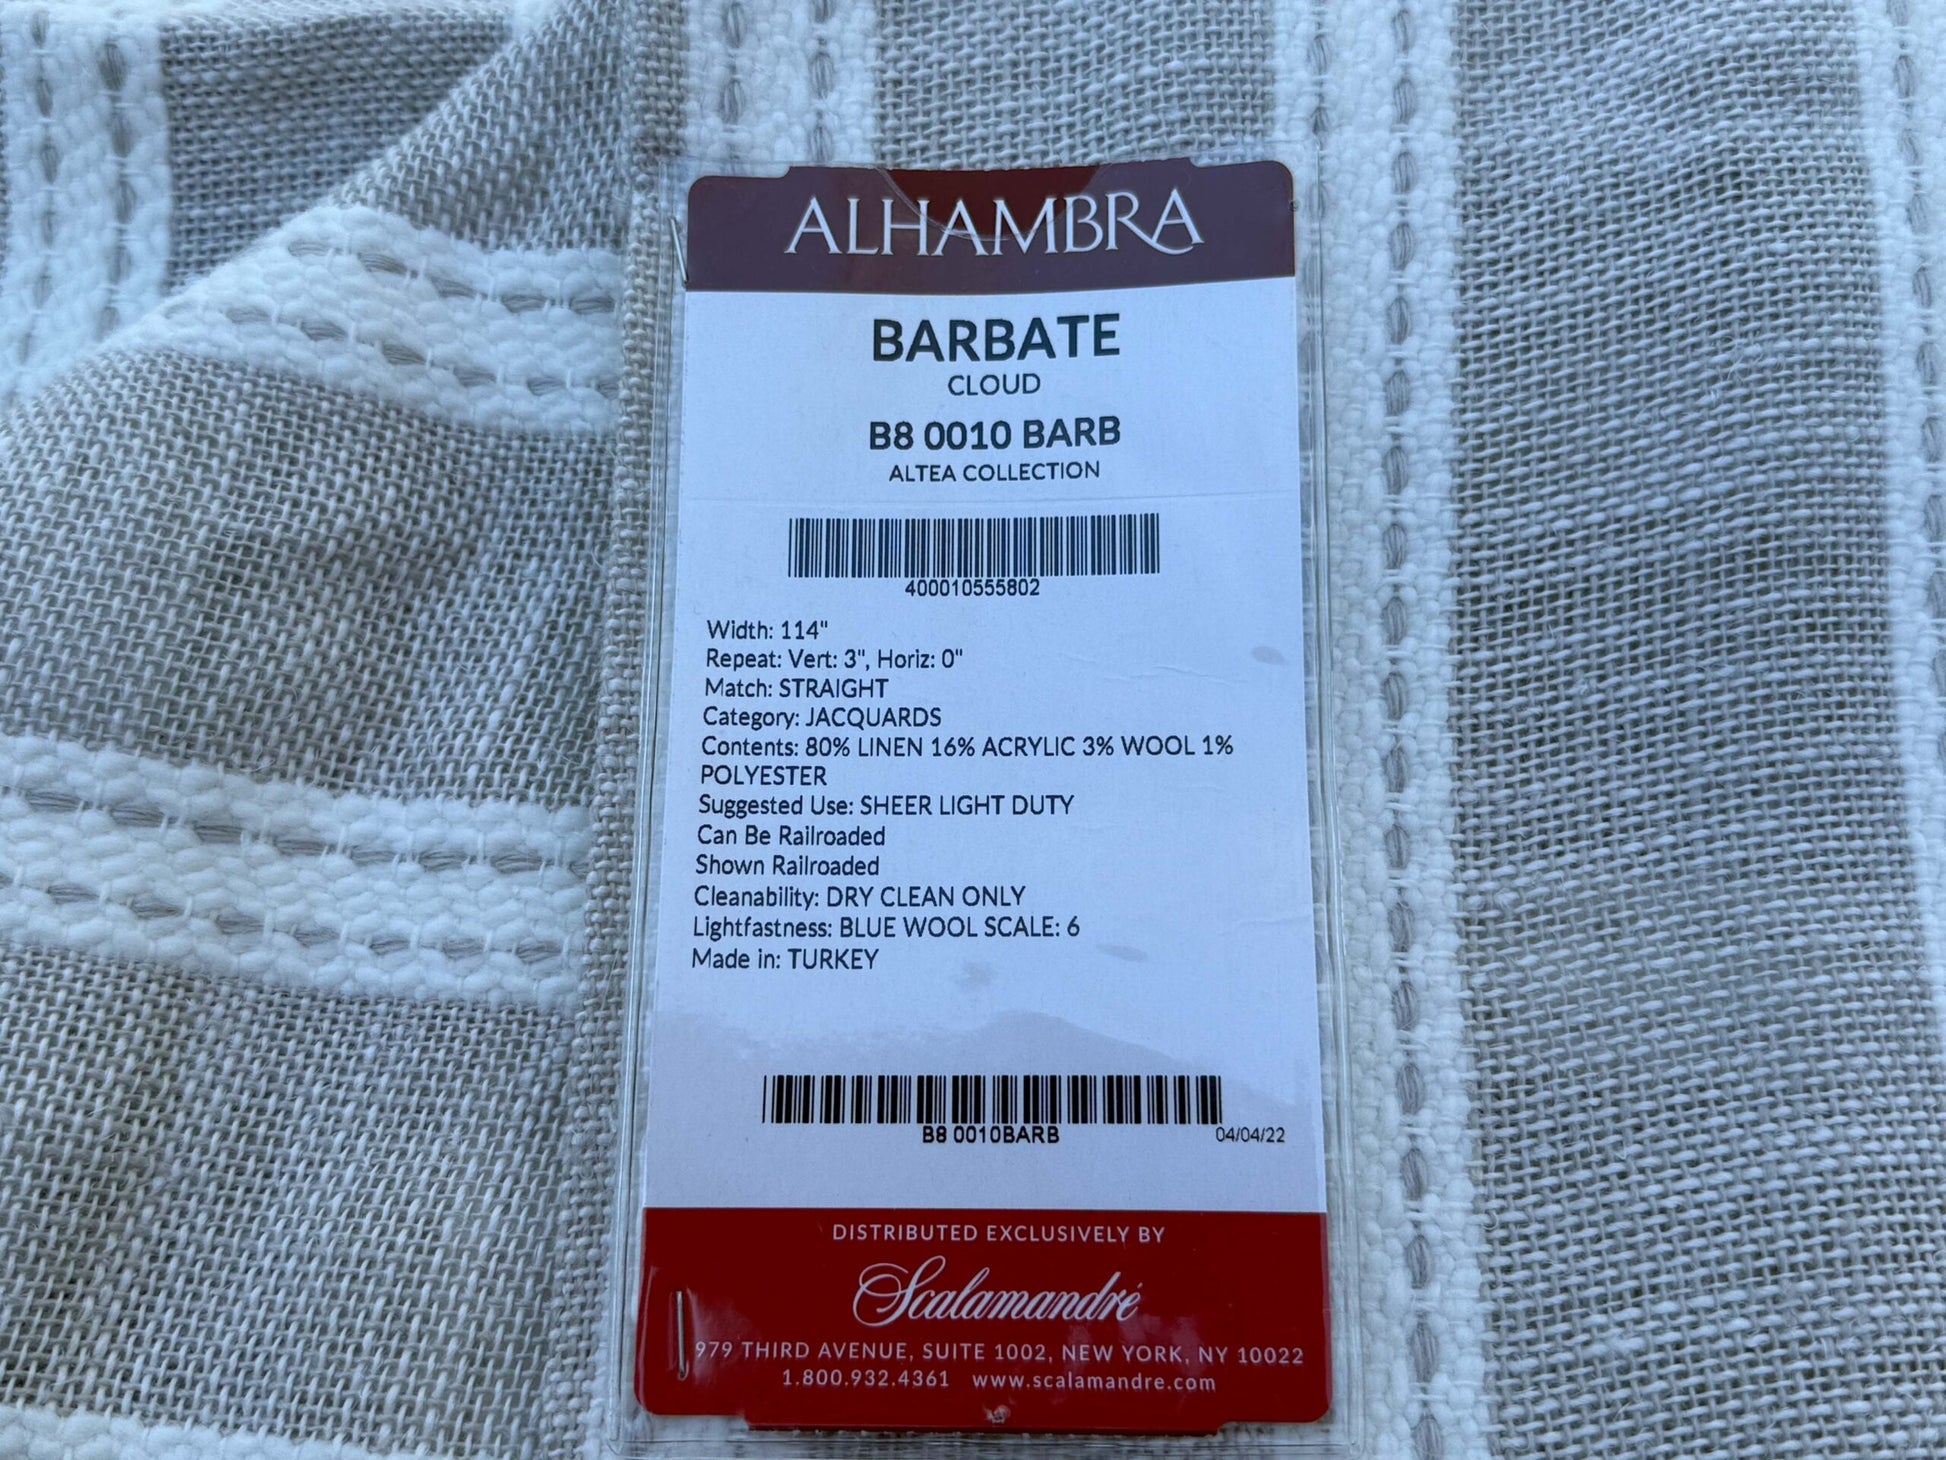 ALHAMBRA
BARBATE
CLOUD
B8 0010 BARB
ALTEA COLLECTION
400010555802
Width: 114"
Repeat: Vert: 3", Horiz: 0"
Match: STRAIGHT
Category: JACQUARDS
Contents: 80% LINEN 16% ACRYLIC 3% WOOL 1%
POLYESTER
Suggested Use: SHEER LIGHT DUTY
Can Be Railroaded
Shown Railroaded
Cleanability: DRY CLEAN ONLY
Lightfastness: BLUE WOOL SCALE: 6
Made in: TURKEY
B8 0010BARB
04/04/22
DISTRIBUTED EXCLUSIVELY BY
Scalamandré
979 THIRD AVENUE, SUITE 1002, NEW YORK, NY 10022
1.800.932.4361 www.scalamandre.com